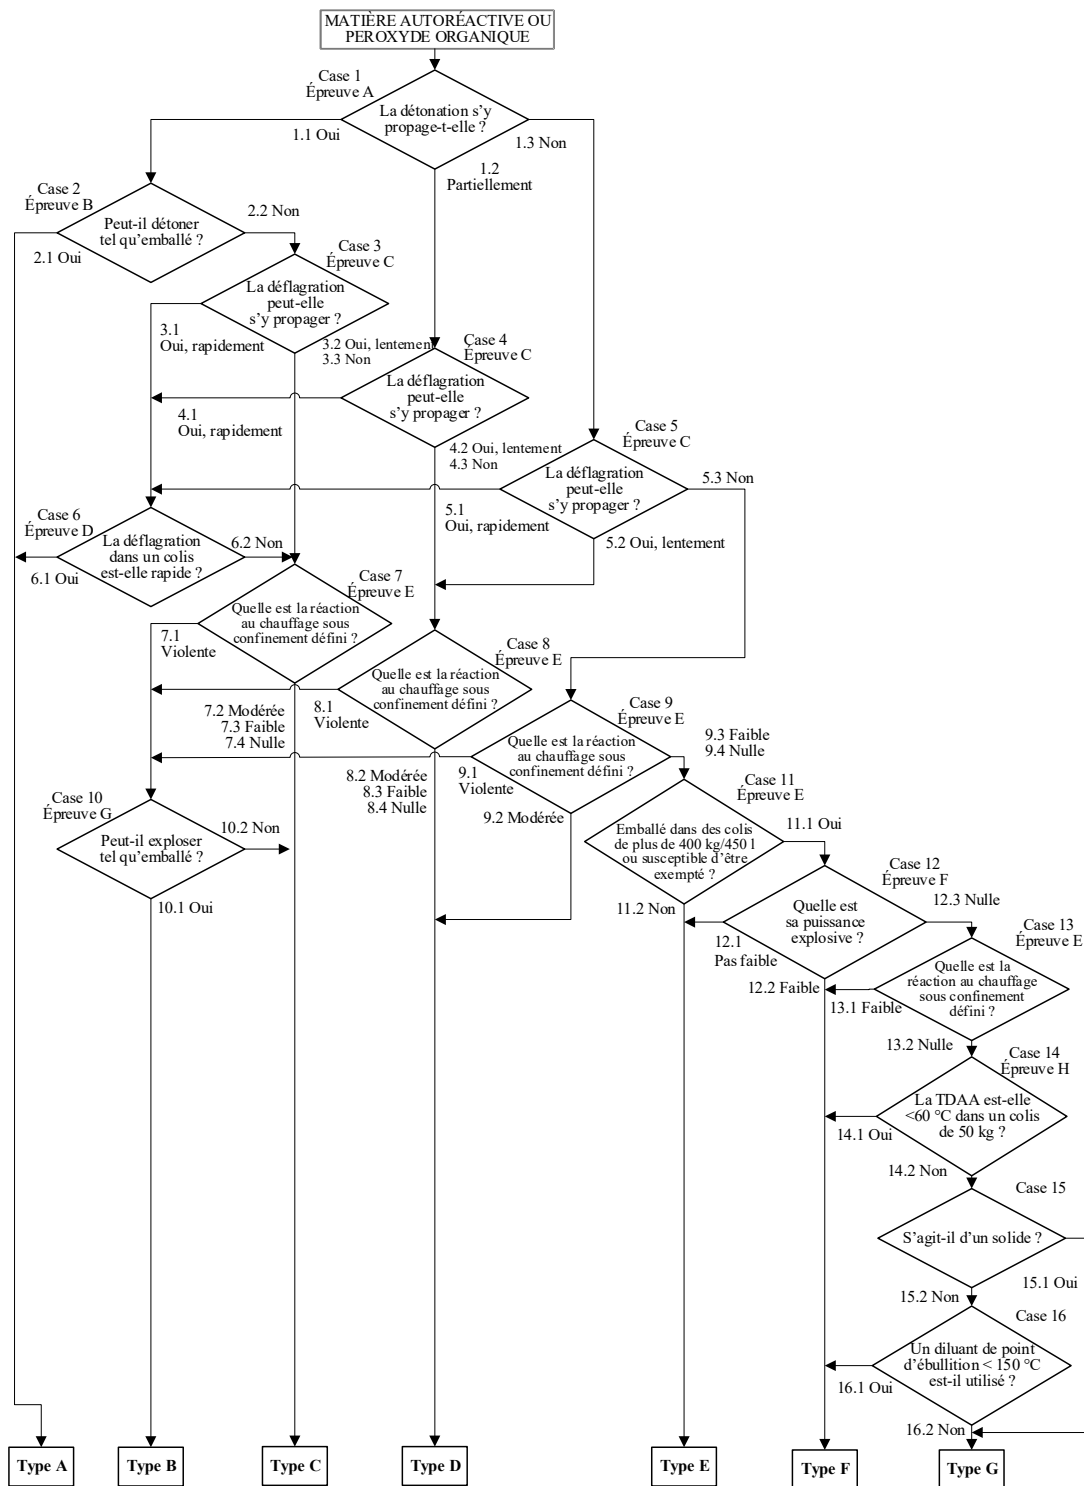 MATIÈRE AUTORÉACTIVE OU
PEROXYDE ORGANIQUE
Case 1
Épreuve A
La détonation s'y
propage-t-elle ?
1.1 Oui
1.3 Non
1.2
Partiellement
Case 2
Épreuve B
Peut-il détoner
tel qu'emballé ?
2.2 Non
2.1 Oui
Case 3
Épreuve C
La déflagration
peut-elle
s'y propager ?
3.1
Oui, rapidement
3.2 Oui, lentement
3.3 Non
Case 4
Épreuve C
La déflagration
peut-elle
s'y propager ?
4.1
Oui, rapidement
4.2 Oui, lentement
4.3 Non
Case 5
Épreuve C
La déflagration
peut-elle
s'y propager ?
5.3 Non
5.1
Oui, rapidement
5.2 Oui, lentement
Case 6
Épreuve D
La déflagration
dans un colis
est-elle rapide ?
6.2 Non
6.1 Oui
Case 7
Épreuve E
Quelle est la réaction
au chauffage sous
confinement défini ?
7.1
Violente
7.2 Modérée
7.3 Faible
7.4 Nulle
Case 8
Épreuve E
Quelle est la réaction
au chauffage sous
confinement défini ?
8.1
Violente
8.2 Modérée
8.3 Faible
8.4 Nulle
Case 9
Épreuve E
Quelle est la réaction
au chauffage sous
confinement défini ?
9.3 Faible
9.4 Nulle
9.1
Violente
9.2 Modérée
Case 10
Épreuve G
Peut-il exploser
tel qu'emballé ?
10.2 Non
10.1 Oui
Case 11
Épreuve E
Emballé dans des colis
de plus de 400 kg/450 l
ou susceptible d'être
exempté ?
11.1 Oui
11.2 Non
Case 12
Épreuve F
Quelle est
sa puissance
explosive ?
12.3 Nulle
12.1
Pas faible
12.2 Faible
Case 13
Épreuve E
Quelle est la
réaction au chauffage
sous confinement
défini ?
13.1 Faible
13.2 Nulle
Case 14
Épreuve H
La TDAA est-elle
<60 °C dans un colis
de 50 kg ?
14.1 Oui
14.2 Non
Case 15
S'agit-il d'un solide ?
15.1 Oui
15.2 Non
Case 16
Un diluant de point
d'ébullition < 150 °C
est-il utilisé ?
16.1 Oui
16.2 Non
Type A
Type B
Type C
Type D
Type E
Type F
Type G